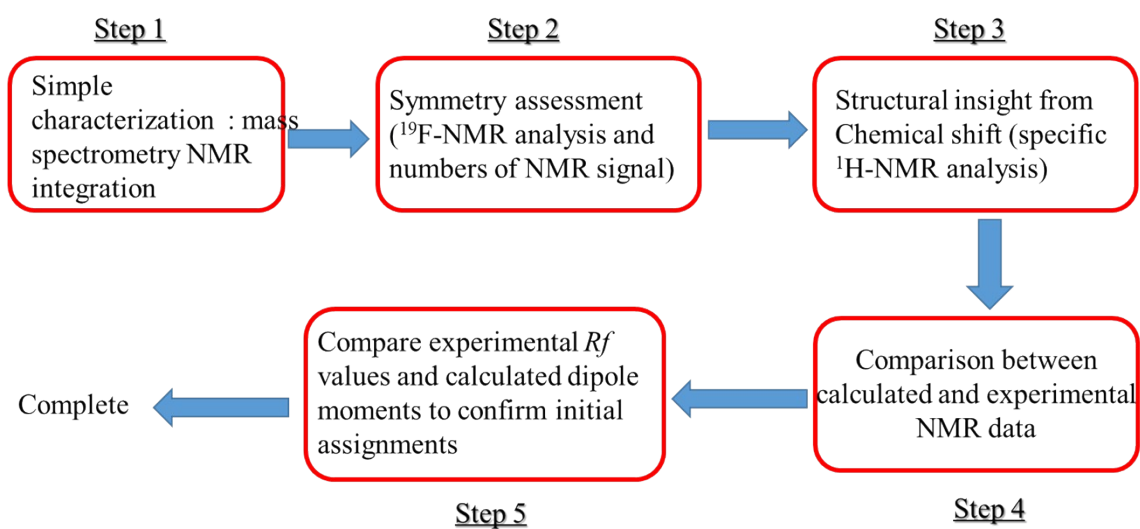 Step 1
Simple
characterization : mass
spectrometry NMR
integration
Step 2
Symmetry assessment
(¹⁹F-NMR analysis and
numbers of NMR signal)
Step 3
Structural insight from
Chemical shift (specific
¹H-NMR analysis)
Comparison between
calculated and experimental
NMR data
Step 4
Compare experimental Rf
values and calculated dipole
moments to confirm initial
assignments
Step 5
Complete